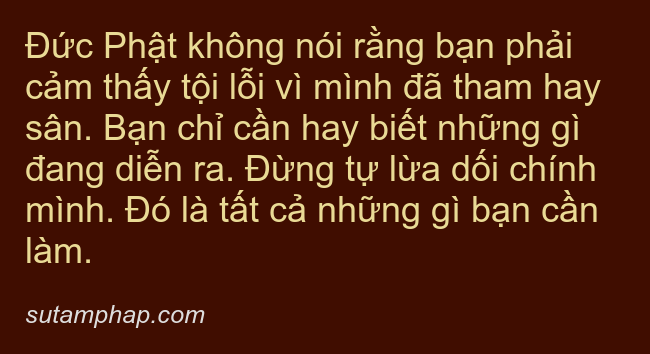 Đức Phật không nói rằng bạn phải
cảm thấy tội lỗi vì mình đã tham hay
sân. Bạn chỉ cần hay biết những gì
đang diễn ra. Đừng tự lừa dối chính
mình. Đó là tất cả những gì bạn cần
làm.
sutamphap.com